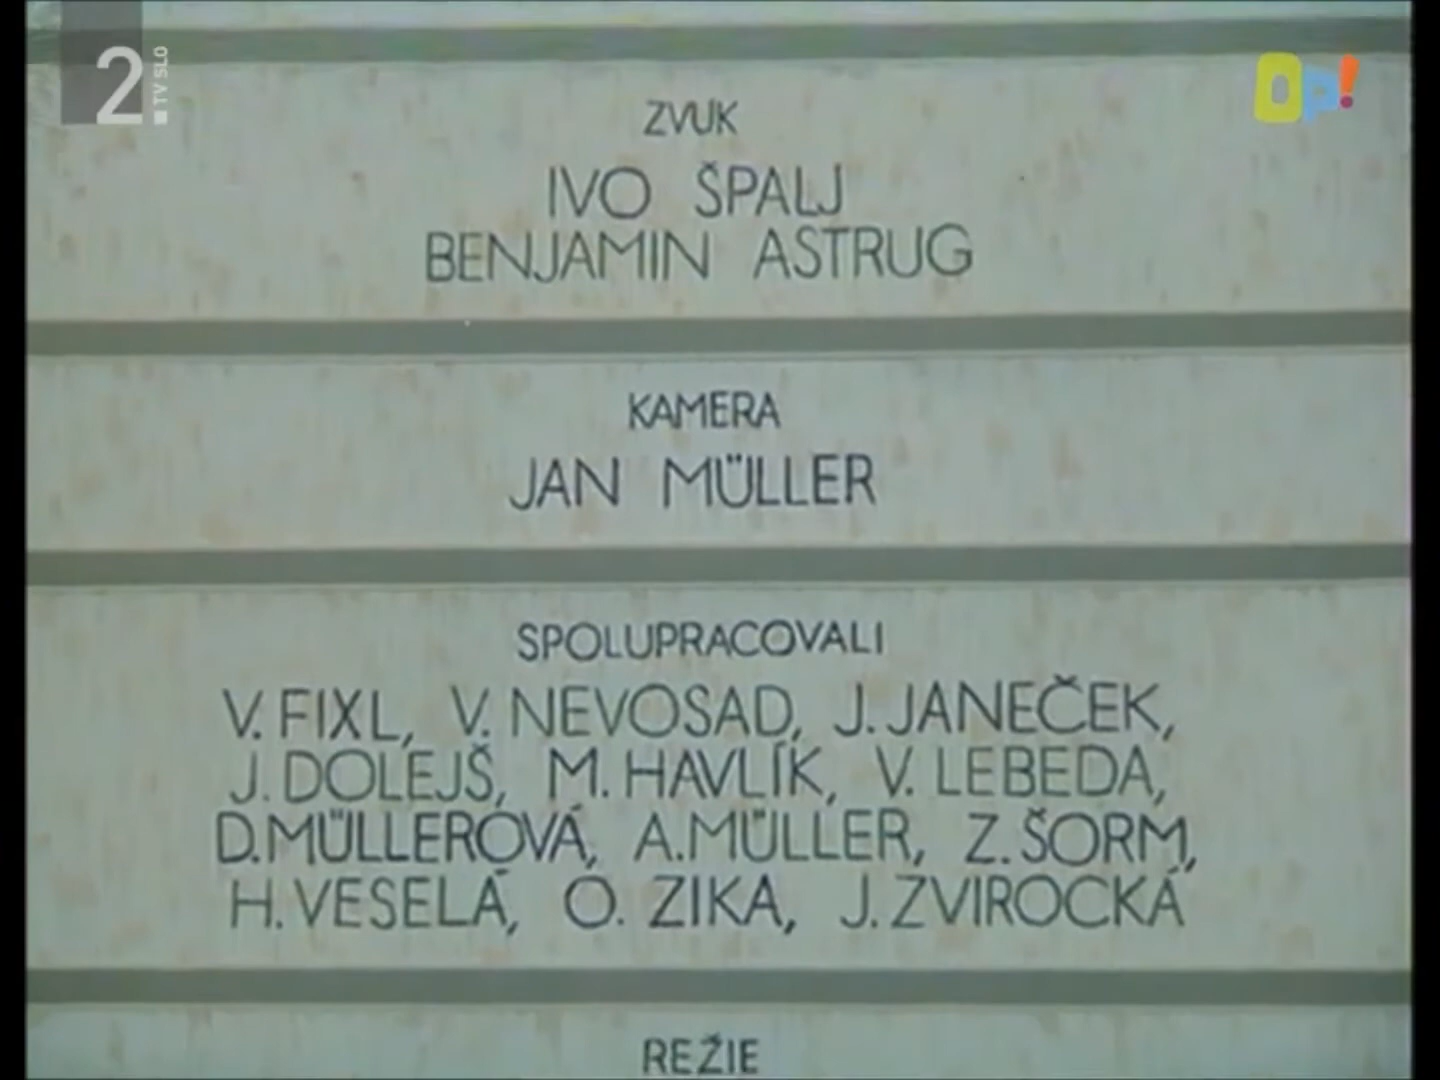 2.
TV SLO
Op!
ZVUK
IVO ŠPALJ
BENJAMIN ASTRUG
KAMERA
JAN MÜLLER
SPOLUPRACOVALI
V. FIXL, V. NEVOSAD, J. JANEČEK,
J. DOLEJŠ, M. HAVLÍK, V. LEBEDA,
D. MÜLLEROVÁ, A. MÜLLER, Z. ŠORM,
H. VESELÁ, O. ZIKA, J. ZVIROCKÁ
REŽIE